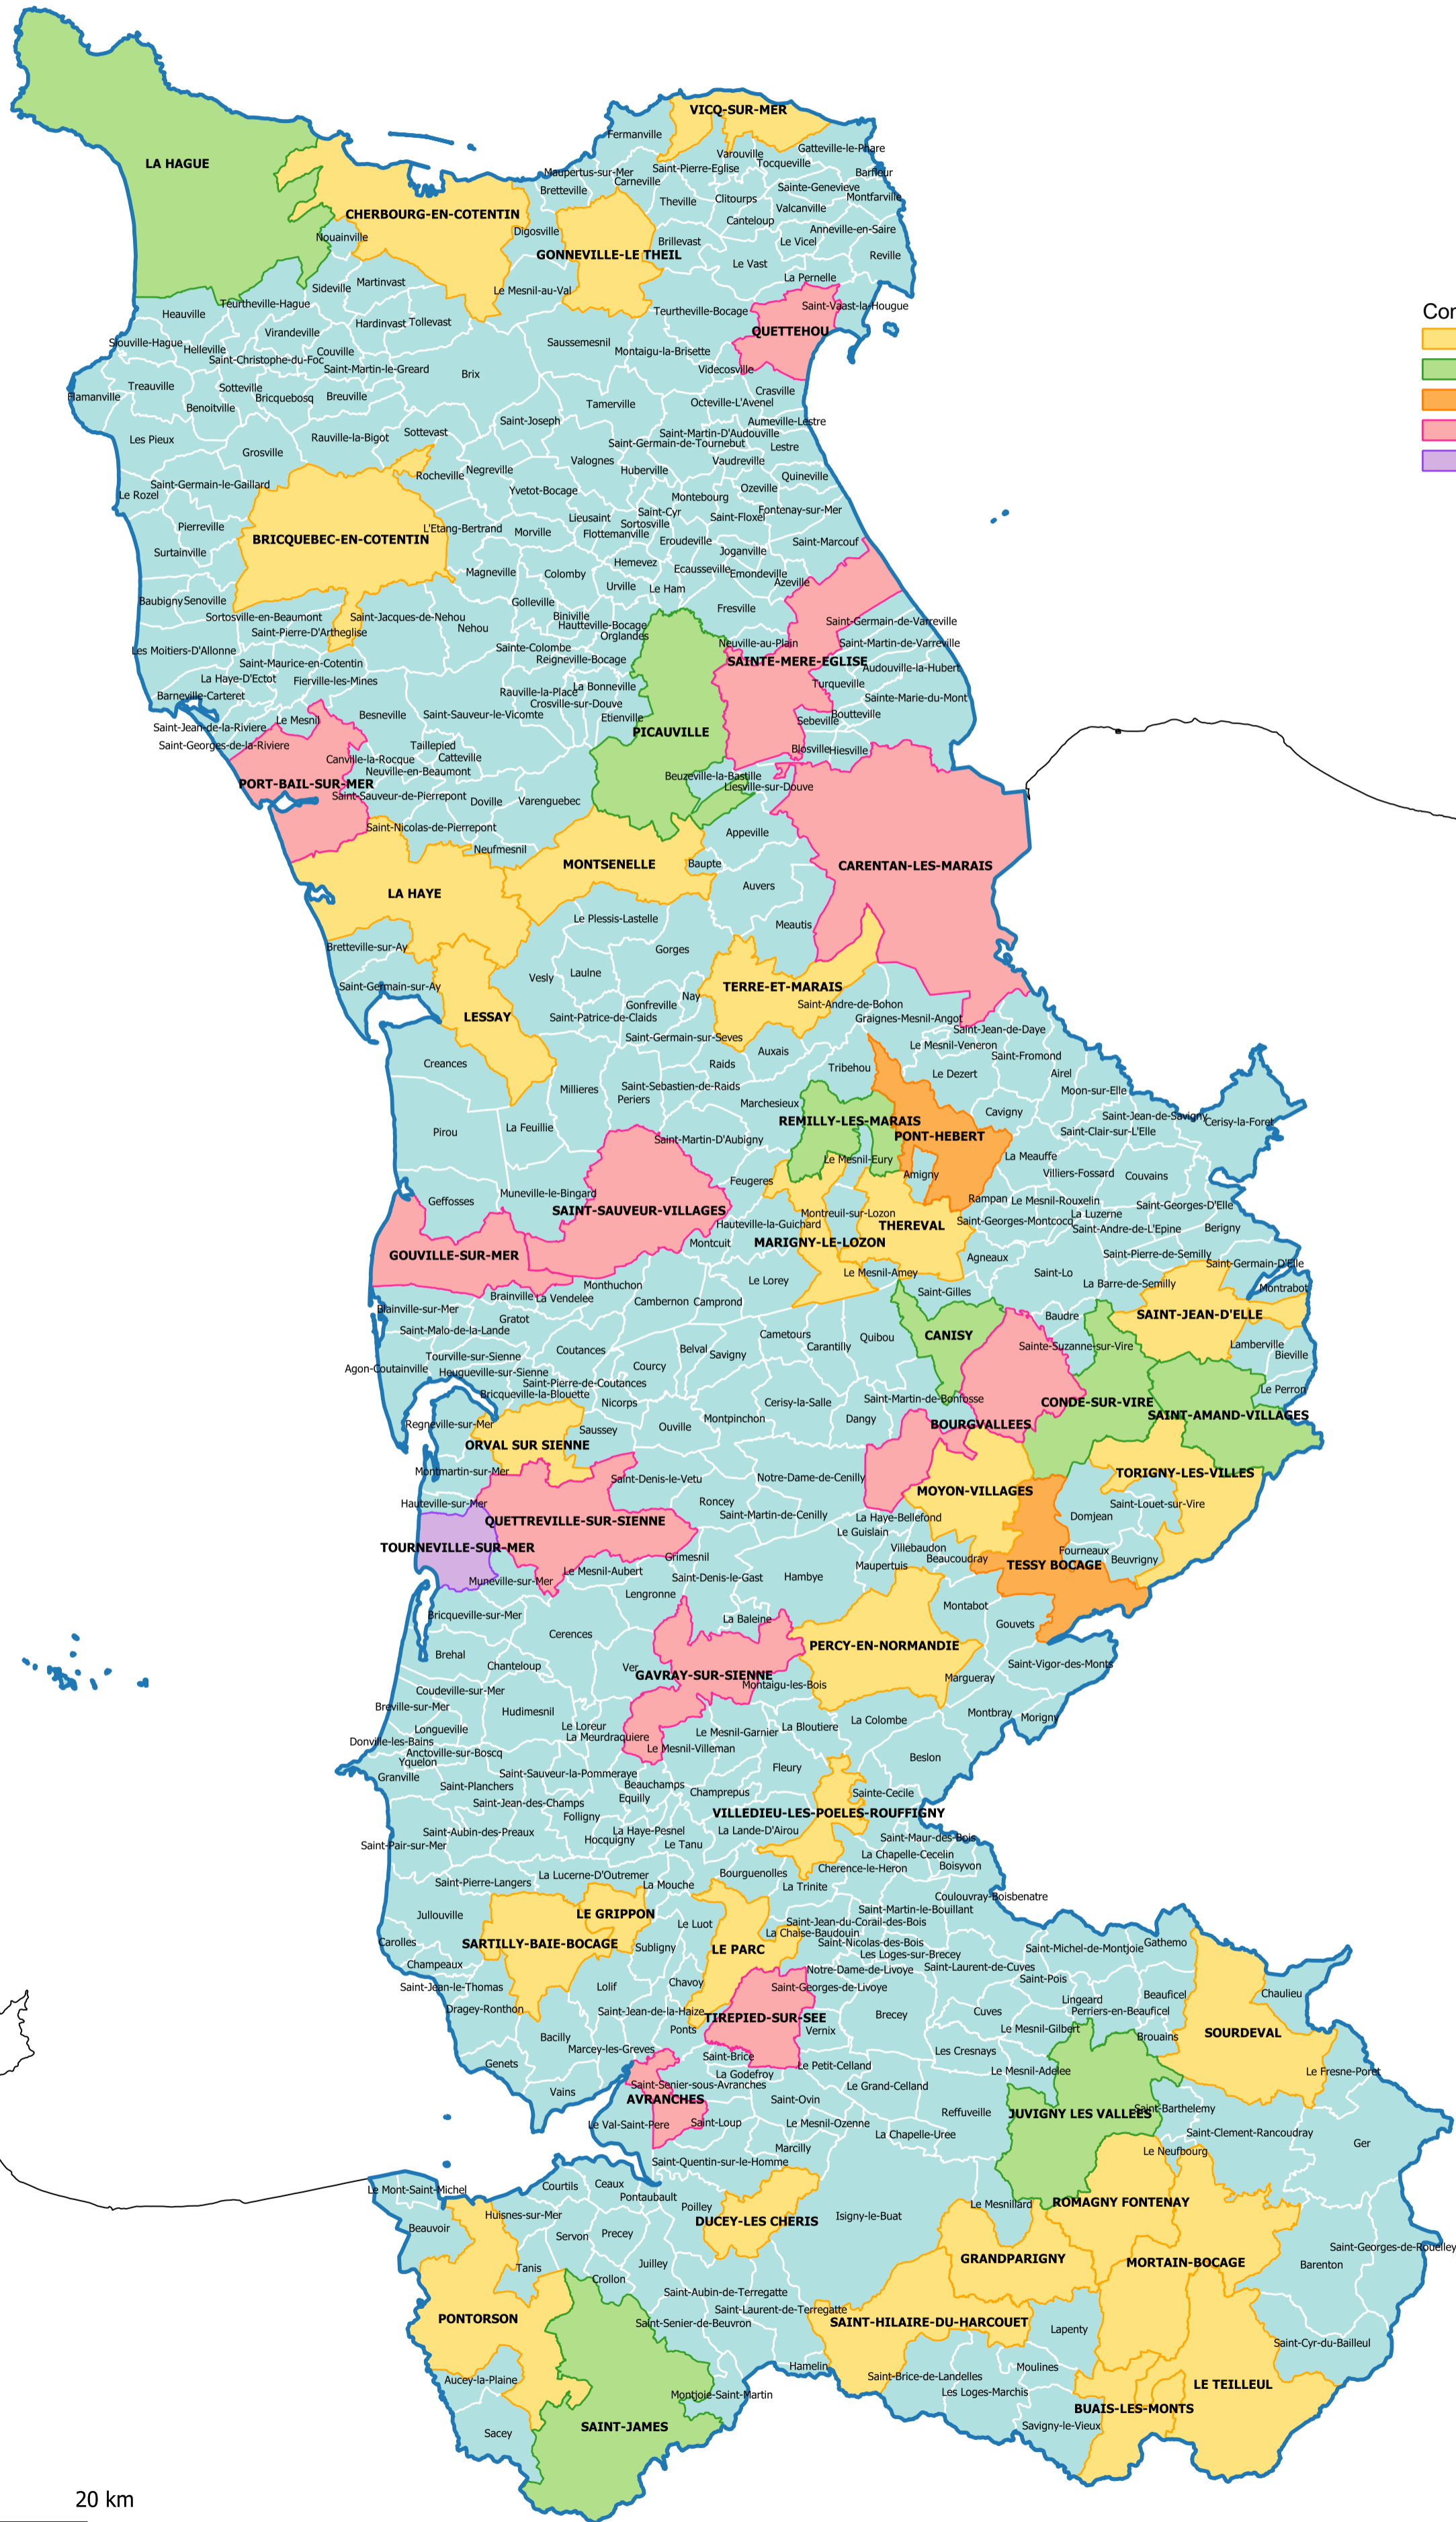 VICQ-SUR-MER
Fermanville
Gatteville-le-Phare
Varouville
Tocqueville
LA HAGUE
Saint-Pierre-Eglise
Maupertus-sur-Mer
Barfleur
Carneville
Sainte-Genevieve
Bretteville
Montfarville
Clitourps
Theville
Valcanville
CHERBOURG-EN-COTENTIN
Canteloup
Anneville-en-Saire
Digosville
Nouainville
Brillevast
Le Vicel
GONNEVILLE-LE THEIL
Reville
Le Vast
La Pernelle
Martinvast
Sideville
Le Mesnil-au-Val
Teurtheville-Hague
Saint-Vaast-la-Hougue
Teurtheville-Bocage
Heauville
Hardinvast
Tollevast
Cor
Virandeville
QUETTEHOU
Siouville-Hague
Saussemesnil
Helleville
Couville
Montaigu-la-Brisette
Saint-Christophe-du-Foc
Saint-Martin-le-Greard
Videcosville
Brix
Treauville
Sotteville
Crasville
Flamanville
Bricquebosq
Breuville
Octeville-L'Avenel
Benoitville
Tamerville
Saint-Joseph
Aumeville-Lestre
Sottevast
Saint-Martin-D'Audouville
Les Pieux
Rauville-la-Bigot
Saint-Germain-de-Tournebut
Lestre
Grosville
Valognes
Vaudreville
Negreville
Huberville
Rocheville
Quineville
Saint-Germain-le-Gaillard
Yvetot-Bocage
Ozeville
Le Rozel
Montebourg
Saint-Cyr
Fontenay-sur-Mer
Lieusaint
Saint-Floxel
Pierreville
Sortosville
L'Etang-Bertrand
Morville
Flottemanville
BRICQUEBEC-EN-COTENTIN
Eroudeville
Saint-Marcouf
Surtainville
Joganville
Hemevez
Magneville
Colomby
Ecausseville
Emondeville
Azeville
Urville
Le Ham
Baubigny
Senoville
Golleville
Fresville
Sortosville-en-Beaumont
Saint-Jacques-de-Nehou
Biniville
Saint-Germain-de-Varreville
Hautteville-Bocage
Nehou
Saint-Pierre-D'Artheglise
Orglandes
Neuville-au-Plain
Saint-Martin-de-Varreville
Les Moitiers-D'Allonne
Sainte-Colombe
Reigneville-Bocage
SAINTE-MERE-EGLISE
Saint-Maurice-en-Cotentin
Audouville-la-Hubert
La Haye-D'Ectot
Fierville-les-Mines
Turqueville
La Bonneville
Rauville-la-Place
Barneville-Carteret
Sainte-Marie-du-Mont
Crosville-sur-Douve
Besneville
Saint-Sauveur-le-Vicomte
Boutteville
Etienville
Le Mesnil
Sebeville
Saint-Jean-de-la-Riviere
PICAUVILLE
Saint-Georges-de-la-Riviere
Taillepied
Blosville
Hiesville
Canville-la-Rocque
Catteville
Neuville-en-Beaumont
Beuzeville-la-Bastille
PORT-BAIL-SUR-MER
Liesville-sur-Douve
Saint-Sauveur-de-Pierrepont
Doville
Varenguebec
Saint-Nicolas-de-Pierrepont
Appeville
Neufmesnil
MONTSENELLE
Baupte
CARENTAN-LES-MARAIS
LA HAYE
Auvers
Le Plessis-Lastelle
Meautis
Bretteville-sur-Ay
Gorges
Laulne
Vesly
Saint-Germain-sur-Ay
TERRE-ET-MARAIS
Nay
Gonfreville
Saint-Andre-de-Bohon
LESSAY
Saint-Patrice-de-Claids
Graignes-Mesnil-Angot
Saint-Jean-de-Daye
Saint-Germain-sur-Seves
Le Mesnil-Veneron
Auxais
Saint-Fromond
Creances
Raids
Tribehou
Le Dezert
Airel
Saint-Sebastien-de-Raids
Millieres
Moon-sur-Elle
Periers
Marchesieux
Cavigny
Saint-Jean-de-Savigny
REMILLY-LES-MARAIS
Cerisy-la-Foret
La Feuillie
Pirou
Saint-Clair-sur-L'Elle
PONT-HEBERT
Saint-Martin-D'Aubigny
Le Mesnil-Eury
La Meauffe
Amigny
Villiers-Fossard
Couvains
Feugeres
Muneville-le-Bingard
Geffosses
Rampan
Le Mesnil-Rouxelin
Saint-Georges-D'Elle
SAINT-SAUVEUR-VILLAGES
Montreuil-sur-Lozon
La Luzerne
Hauteville-la-Guichard
THEREVAL
Saint-Georges-Montcocq
Saint-Andre-de-L'Epine
Berigny
Montcuit
MARIGNY-LE-LOZON
GOUVILLE-SUR-MER
Agneaux
Saint-Pierre-de-Semilly
Saint-Germain-D'Elle
Le Mesnil-Amey
Saint-Lo
Le Lorey
Monthuchon
La Barre-de-Semilly
Montrabot
Saint-Gilles
Brainville
La Vendelee
Cambernon
Camprond
Blainville-sur-Mer
SAINT-JEAN-D'ELLE
Gratot
Baudre
Saint-Malo-de-la-Lande
Cametours
Quibou
CANISY
Carantilly
Sainte-Suzanne-sur-Vire
Lamberville
Coutances
Belval
Savigny
Bieville
Tourville-sur-Sienne
Agon-Coutainville
Courcy
Heugueville-sur-Sienne
Saint-Pierre-de-Coutances
Le Perron
Bricqueville-la-Blouette
Saint-Martin-de-Bonfosse
Nicorps
Cerisy-la-Salle
CONDE-SUR-VIRE
SAINT-AMAND-VILLAGES
Montpinchon
Dangy
Regneville-sur-Mer
BOURGVALLEES
Ouville
Saussey
ORVAL SUR SIENNE
Montmartin-sur-Mer
TORIGNY-LES-VILLES
Saint-Denis-le-Vetu
Notre-Dame-de-Cenilly
MOYON-VILLAGES
Hauteville-sur-Mer
Roncey
Saint-Louet-sur-Vire
Saint-Martin-de-Cenilly
La Haye-Bellefond
Domjean
QUETTREVILLE-SUR-SIENNE
Le Guislain
TOURNEVILLE-SUR-MER
Villebaudon
Fourneaux
Grimesnil
Beaucoudray
Beuvrigny
TESSY BOCAGE
Maupertuis
Le Mesnil-Aubert
Saint-Denis-le-Gast
Hambye
Muneville-sur-Mer
Lengronne
Montabot
Bricqueville-sur-Mer
La Baleine
Gouvets
Cerences
PERCY-EN-NORMANDIE
Brehal
Saint-Vigor-des-Monts
Chanteloup
Ver
GAVRAY-SUR-SIENNE
Margueray
Montaigu-les-Bois
Coudeville-sur-Mer
Breville-sur-Mer
Hudimesnil
Montbray
Morigny
La Colombe
Le Loreur
La Bloutiere
Longueville
Le Mesnil-Garnier
La Meurdraquiere
Donville-les-Bains
Le Mesnil-Villeman
Anctoville-sur-Boscq
Beslon
Yquelon
Fleury
Saint-Sauveur-la-Pommeraye
Granville
Saint-Planchers
Beauchamps
Champrepus
Sainte-Cecile
Equilly
Saint-Jean-des-Champs
VILLEDIEU-LES-POELES-ROUFFIGNY
Folligny
La Haye-Pesnel
La Lande-D'Airou
Saint-Aubin-des-Preaux
Saint-Maur-des-Bois
Hocquigny
Saint-Pair-sur-Mer
Le Tanu
La Chapelle-Cecelin
Boisyvon
Cherence-le-Heron
Bourguenolles
La Lucerne-D'Outremer
Saint-Pierre-Langers
La Mouche
La Trinite
Coulouvray-Boisbenatre
Saint-Martin-le-Bouillant
Jullouville
LE GRIPPON
Le Luot
Saint-Jean-du-Corail-des-Bois
La Chaise-Baudouin
Carolles
SARTILLY-BAIE-BOCAGE
Subligny
LE PARC
Saint-Nicolas-des-Bois
Gathemo
Saint-Michel-de-Montjoie
Les Loges-sur-Brecey
Champeaux
Notre-Dame-de-Livoye
Saint-Laurent-de-Cuves
Saint-Pois
Chavoy
Saint-Jean-le-Thomas
Lolif
Saint-Georges-de-Livoye
Beauficel
Chaulieu
Lingeard
Dragey-Ronthon
Saint-Jean-de-la-Haize
Cuves
Perriers-en-Beauficel
TIREPIED-SUR-SEE
Brecey
Ponts
Vernix
Le Mesnil-Gilbert
SOURDEVAL
Bacilly
Brouains
Marcey-les-Greves
Les Cresnays
Saint-Brice
Genets
Le Petit-Celland
Le Mesnil-Adelee
Le Fresne-Poret
La Godefroy
Saint-Senier-sous-Avranches
Le Grand-Celland
Vains
AVRANCHES
Saint-Ovin
Saint-Barthelemy
Reffuveille
JUVIGNY LES VALLEES
Le Val-Saint-Pere
Saint-Loup
Le Mesnil-Ozenne
Saint-Clement-Rancoudray
La Chapelle-Uree
Ger
Marcilly
Le Neufbourg
Saint-Quentin-sur-le-Homme
Ceaux
Courtils
Le Mont-Saint-Michel
Pontaubault
ROMAGNY FONTENAY
Poilley
Le Mesnillard
Huisnes-sur-Mer
Isigny-le-Buat
DUCEY-LES CHERIS
Beauvoir
Servon
Precey
Saint-Georges-de-Rouelley
GRANDPARIGNY
MORTAIN-BOCAGE
Juilley
Barenton
Tanis
Crollon
Saint-Aubin-de-Terregatte
Saint-Laurent-de-Terregatte
PONTORSON
Saint-Senier-de-Beuvron
SAINT-HILAIRE-DU-HARCOUET
Lapenty
Saint-Cyr-du-Bailleul
Hamelin
Moulines
Aucey-la-Plaine
Saint-Brice-de-Landelles
LE TEILLEUL
Les Loges-Marchis
Montjoie-Saint-Martin
BUAIS-LES-MONTS
SAINT-JAMES
Savigny-le-Vieux
Sacey
20 km